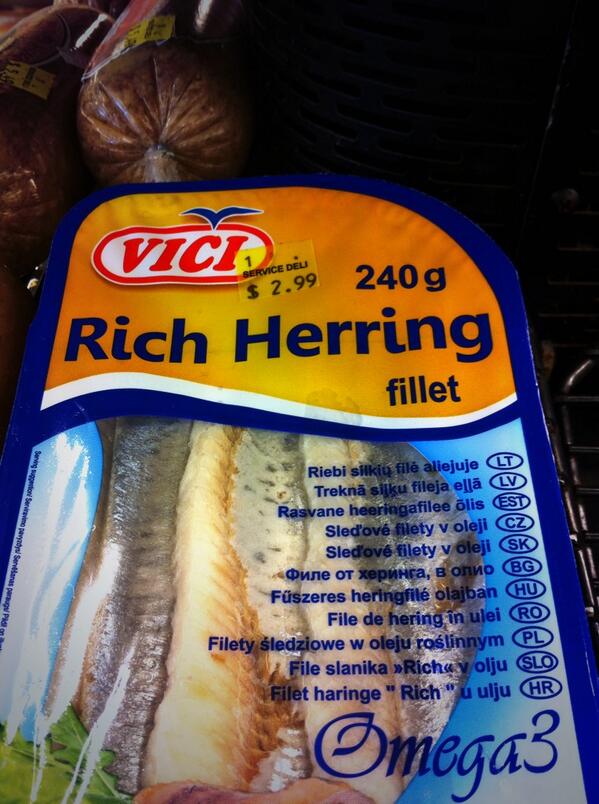 VICI
1
SERVICE DELI
$ 2.99
240 g
Rich Herring
fillet
Riebi silkių filė aliejuje LT
Treknā siļķu fileja eļļā LV
Rasvane heeringafilee õlis EST
Sleďové filety v oleji CZ
Sleďové filety v oleji SK
Филе от херинга, в олио BG
Fűszeres heringfilé olajban HU
File de hering in ulei RO
Filety śledziowe w oleju roślinnym PL
File slanika »Rich« v olju SLO
Filet haringe " Rich " u ulju HR
Omega3